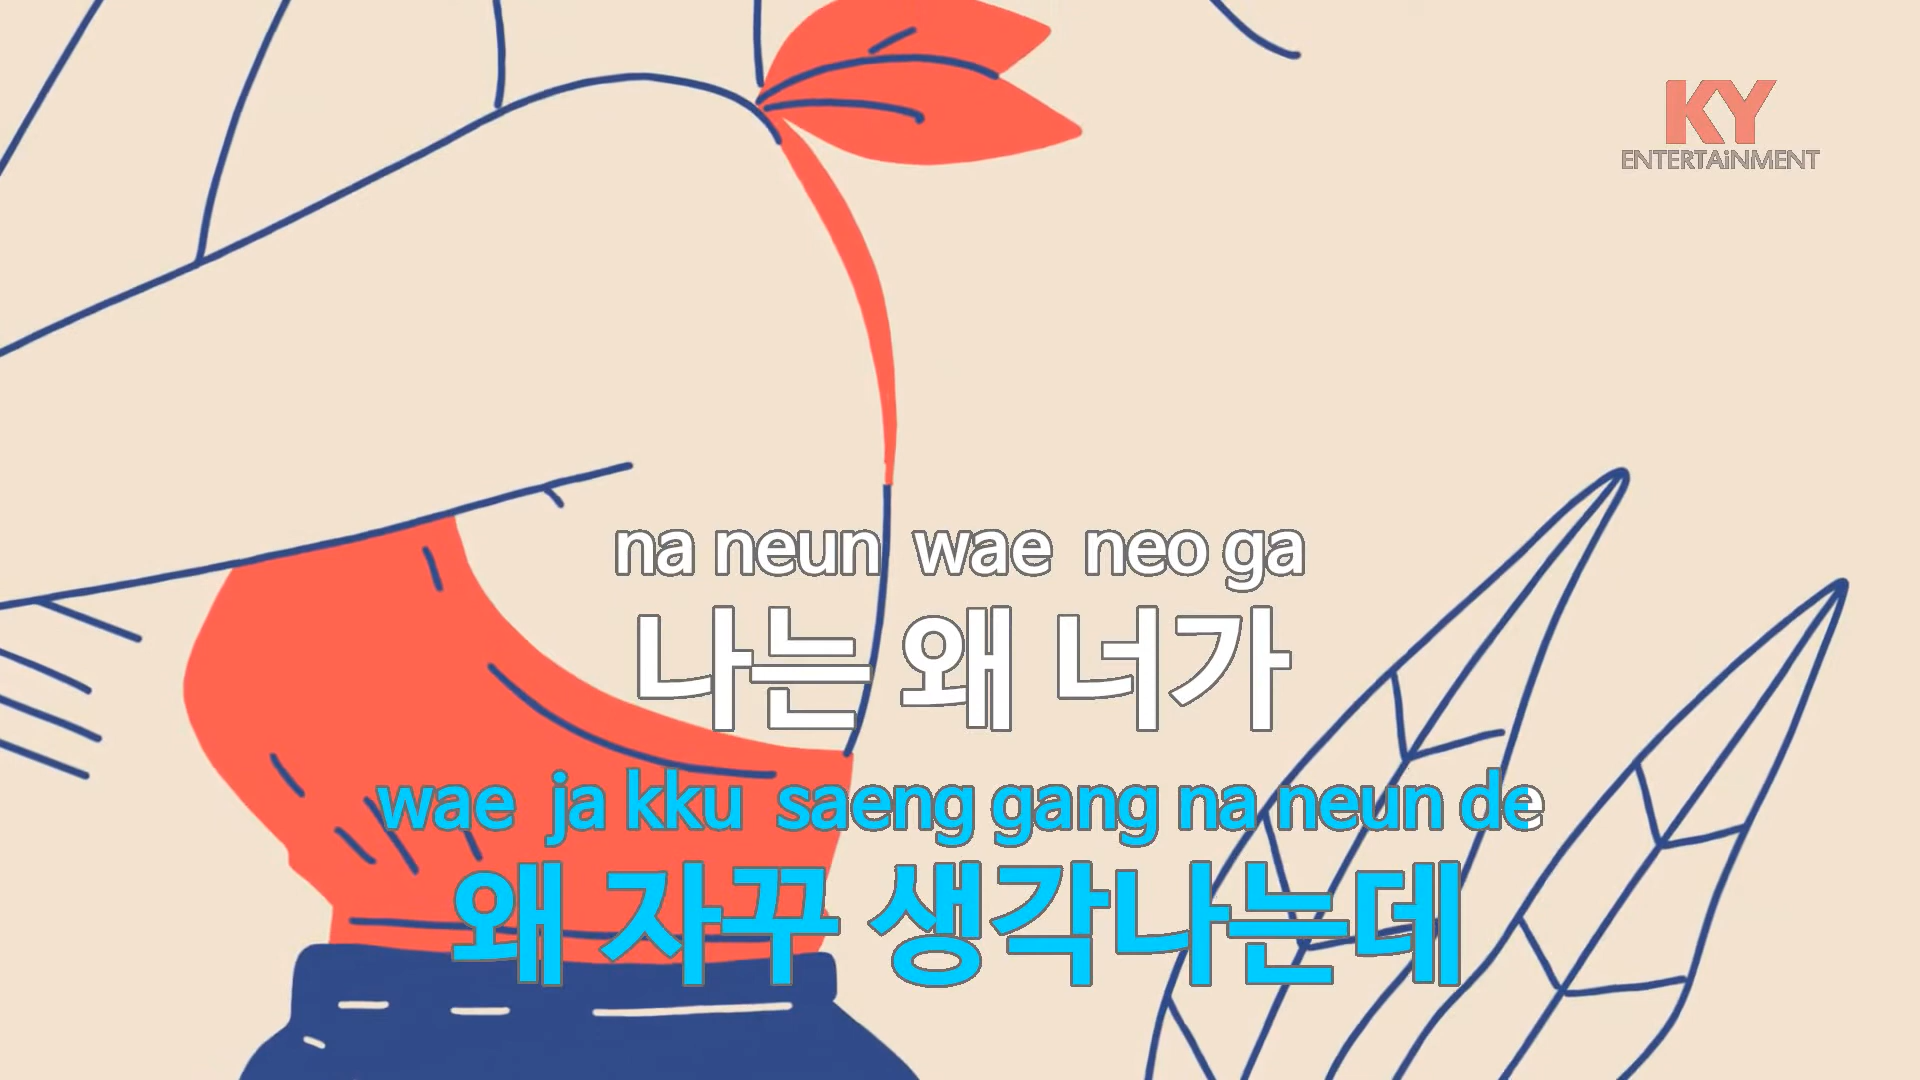 KY
ENTERTAiNMENT
na neun wae neo ga
나는 왜 너가
wae ja kku saeng gang na neun de
왜 자꾸 생각나는데